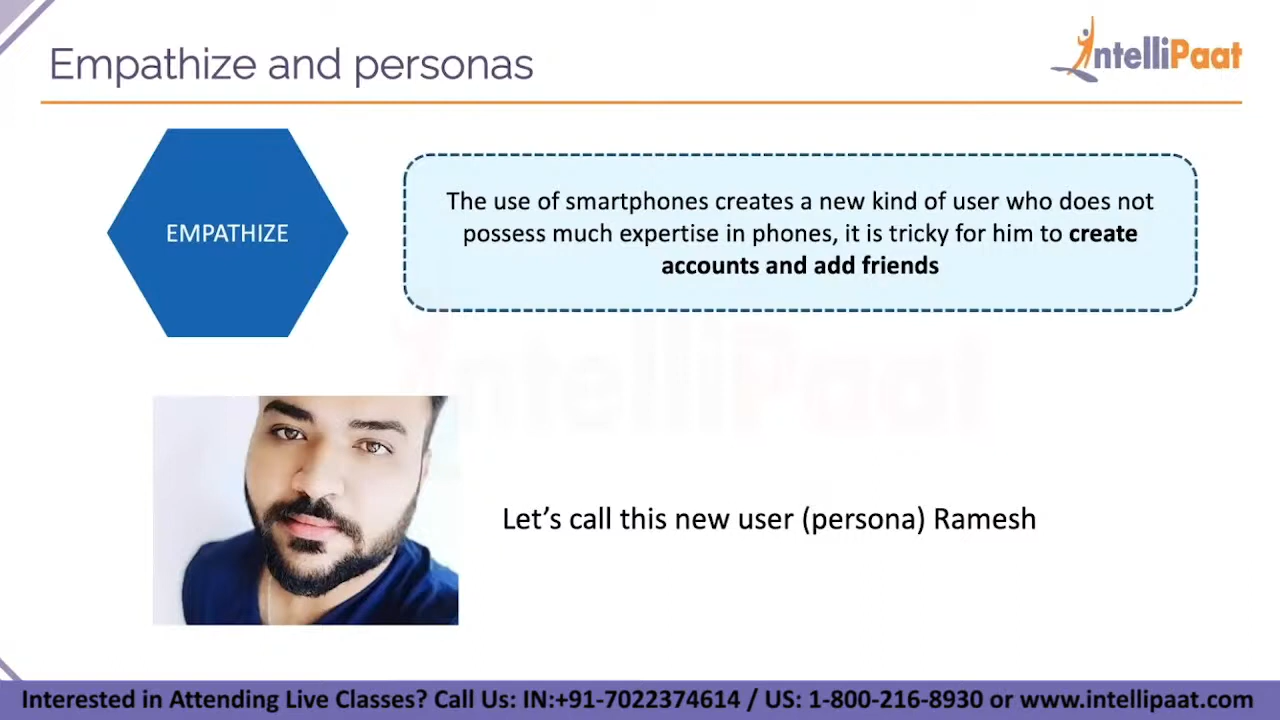 Empathize and personas
IntelliPaat
EMPATHIZE
The use of smartphones creates a new kind of user who does not
possess much expertise in phones, it is tricky for him to create
accounts and add friends
IntelliPaat
Let’s call this new user (persona) Ramesh
Interested in Attending Live Classes? Call Us: IN:+91-7022374614 / US: 1-800-216-8930 or www.intellipaat.com